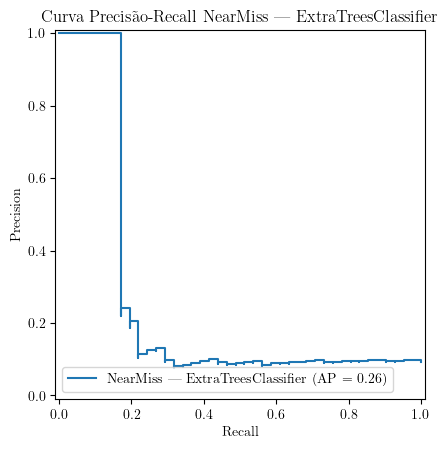 Curva Precisão-Recall NearMiss — ExtraTreesClassifier
1.0
0.8
0.6
0.4
0.2
0.0
Precision
NearMiss — ExtraTreesClassifier (AP = 0.26)
0.0 0.2 0.4 0.6 0.8 1.0
Recall